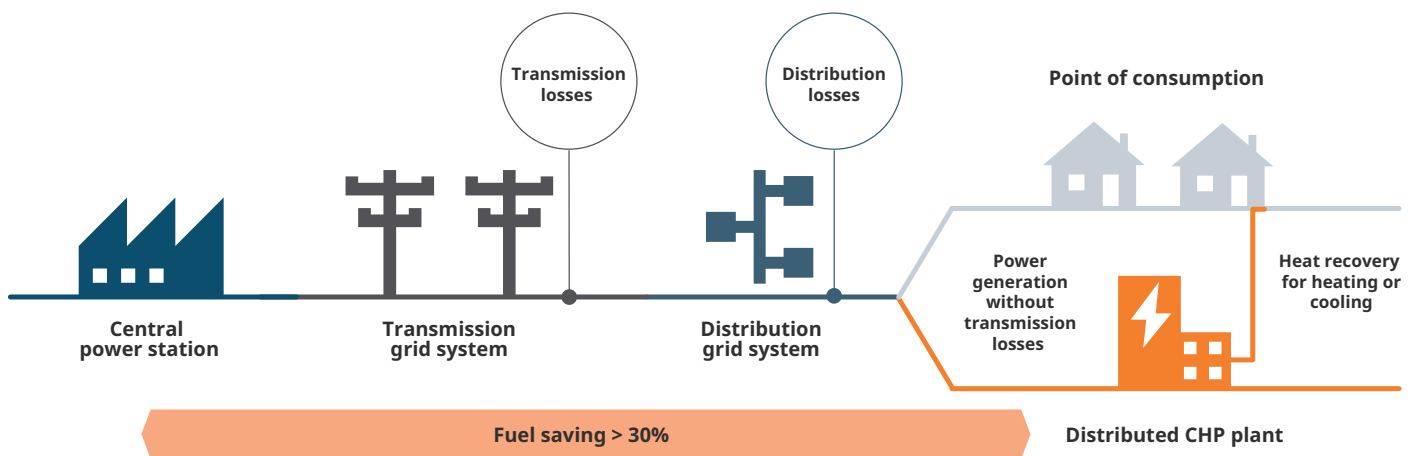 Transmission
losses
Distribution
losses
Point of consumption
Power
generation
without
transmission
losses
Heat recovery
for heating or
cooling
Central
power station
Transmission
grid system
Distribution
grid system
Fuel saving > 30%
Distributed CHP plant